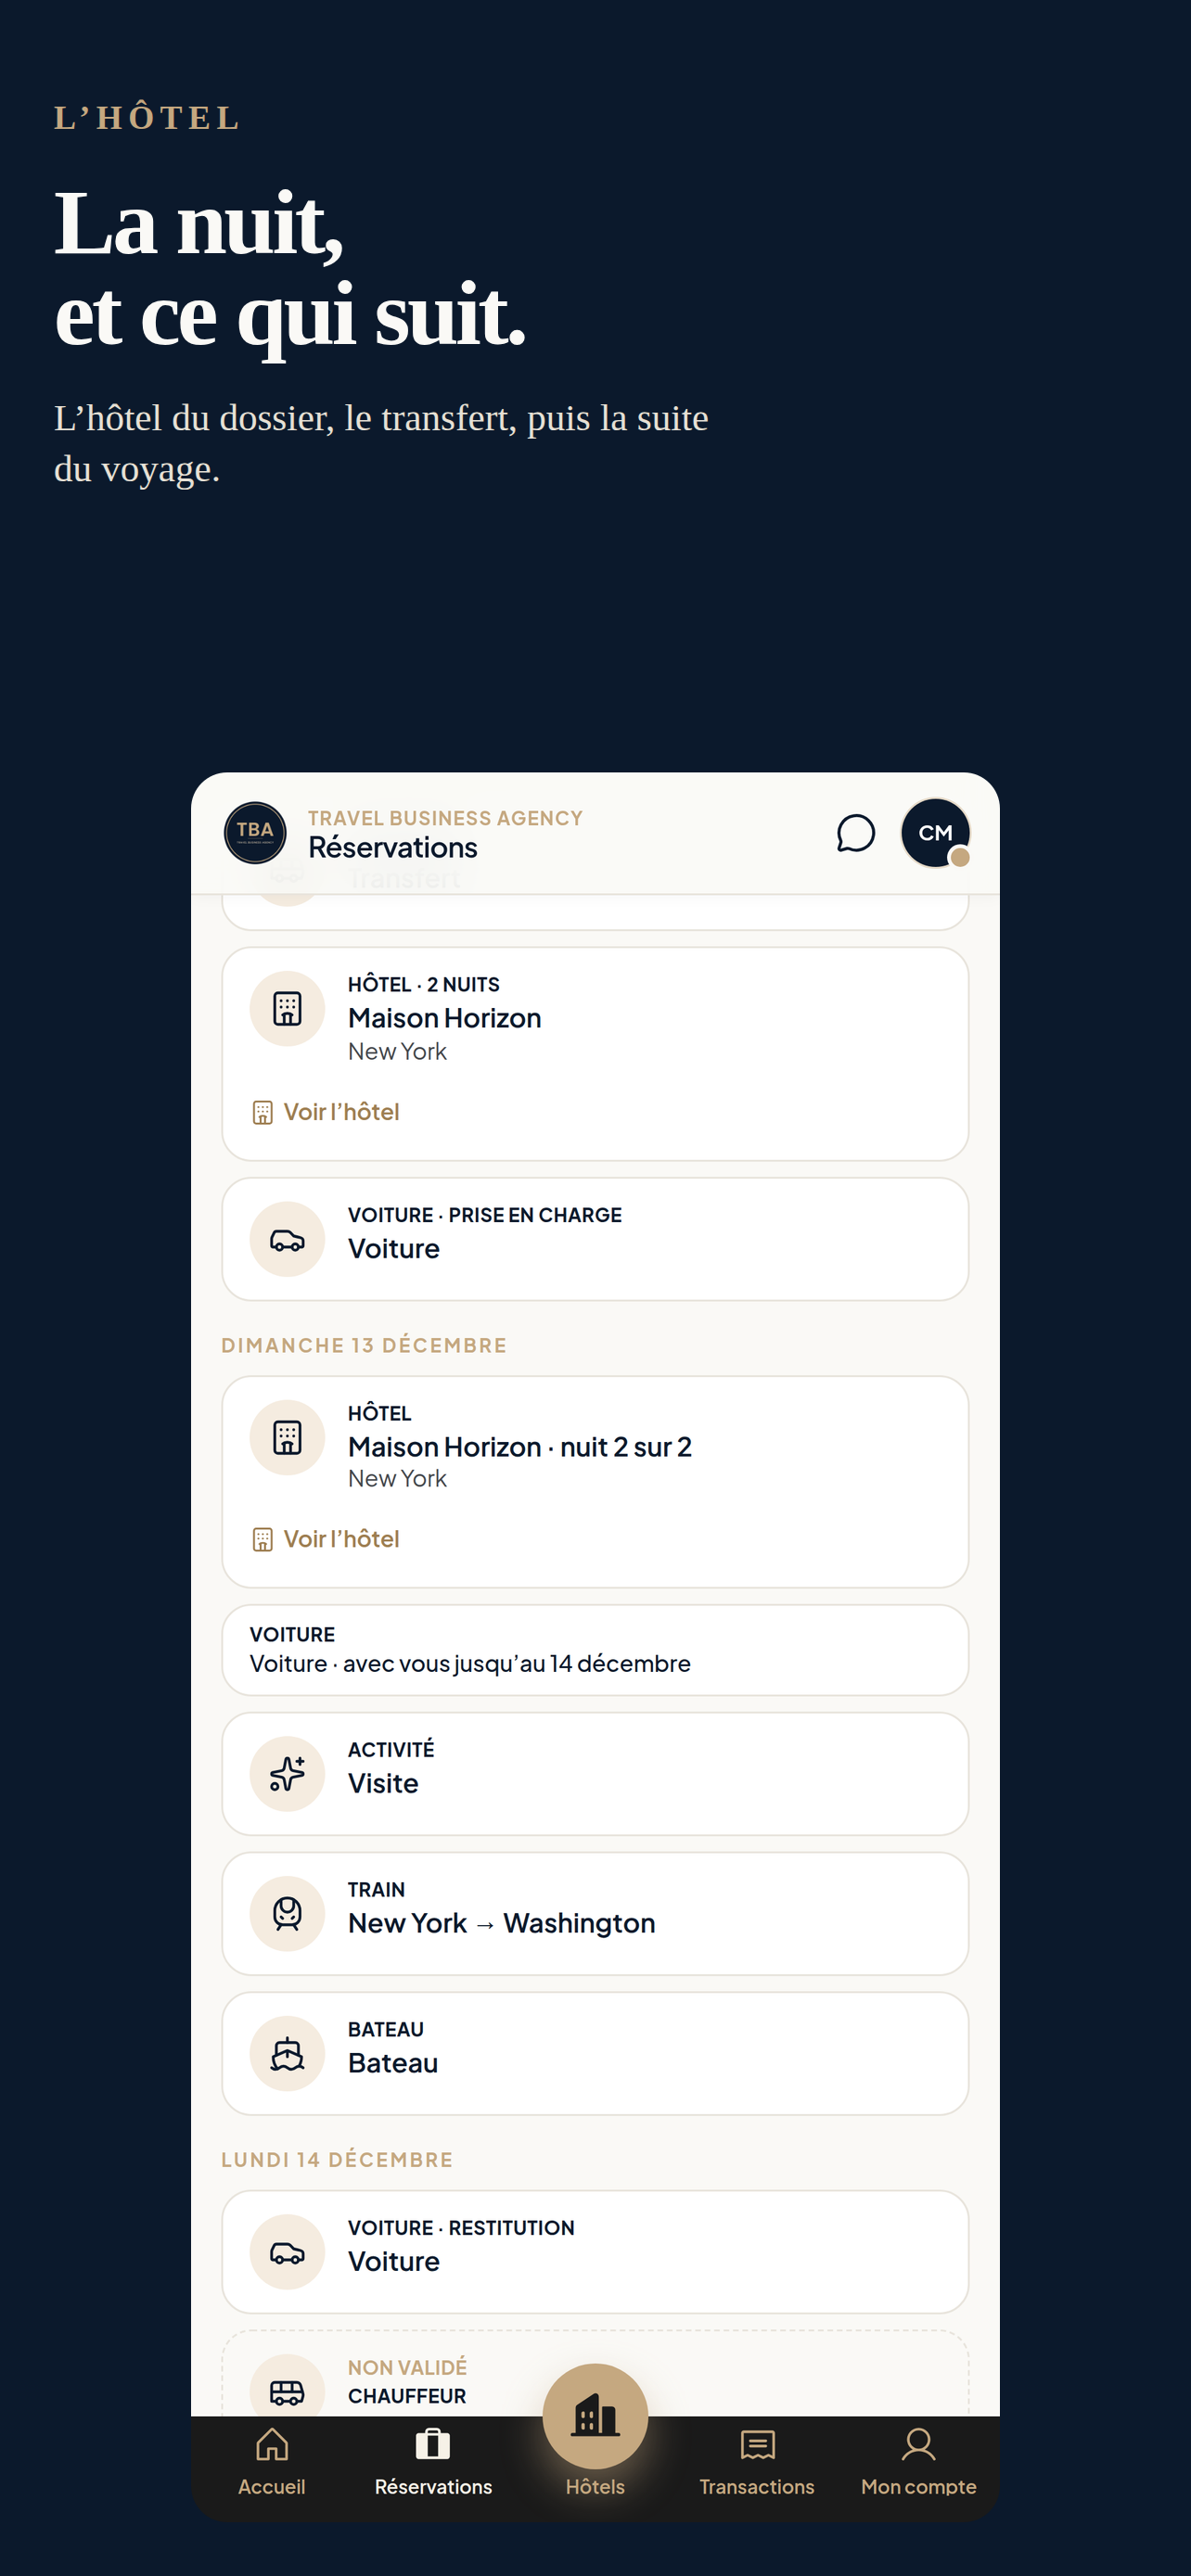 L’HÔTEL
La nuit,
et ce qui suit.
L’hôtel du dossier, le transfert, puis la suite
du voyage.
TBA
TRAVEL BUSINESS AGENCY
Réservations
CM
Transfert
HÔTEL · 2 NUITS
Maison Horizon
New York
Voir l’hôtel
VOITURE · PRISE EN CHARGE
Voiture
DIMANCHE 13 DÉCEMBRE
HÔTEL
Maison Horizon · nuit 2 sur 2
New York
Voir l’hôtel
VOITURE
Voiture · avec vous jusqu’au 14 décembre
ACTIVITÉ
Visite
TRAIN
New York → Washington
BATEAU
Bateau
LUNDI 14 DÉCEMBRE
VOITURE · RESTITUTION
Voiture
NON VALIDÉ
CHAUFFEUR
Accueil
Réservations
Hôtels
Transactions
Mon compte